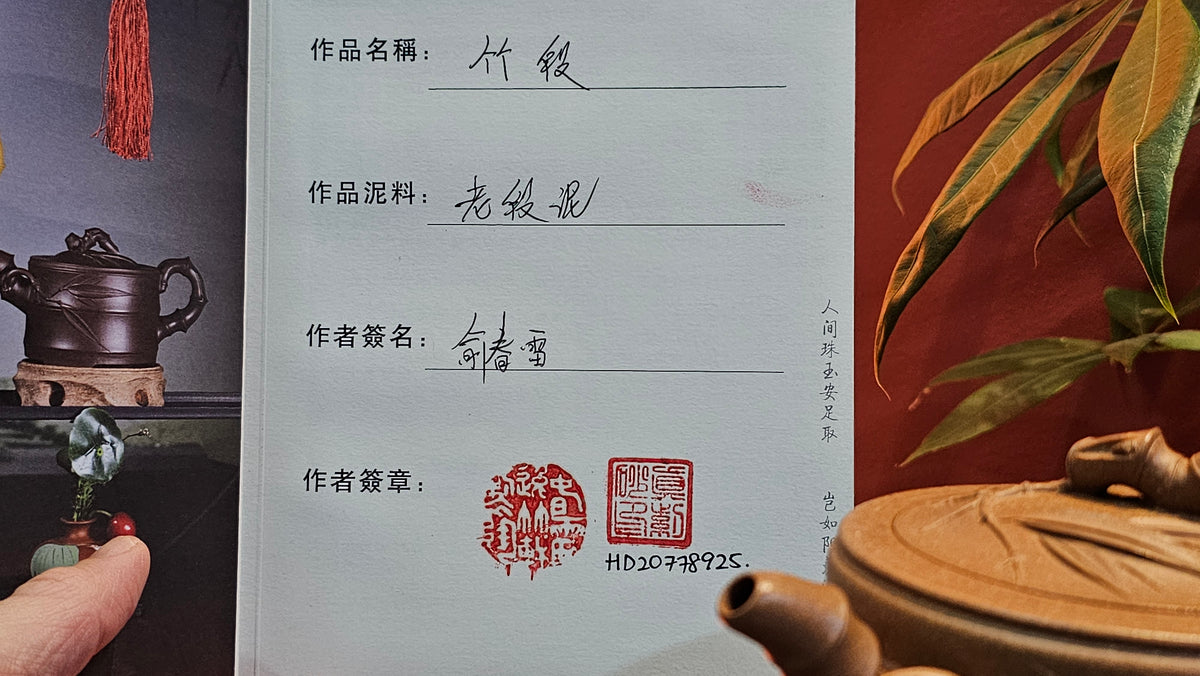 作品名稱：竹段
作品泥料：老段泥
作者簽名：俞春雷
作者簽章：
HD20778925.
人间珠玉安足取
岂如阳